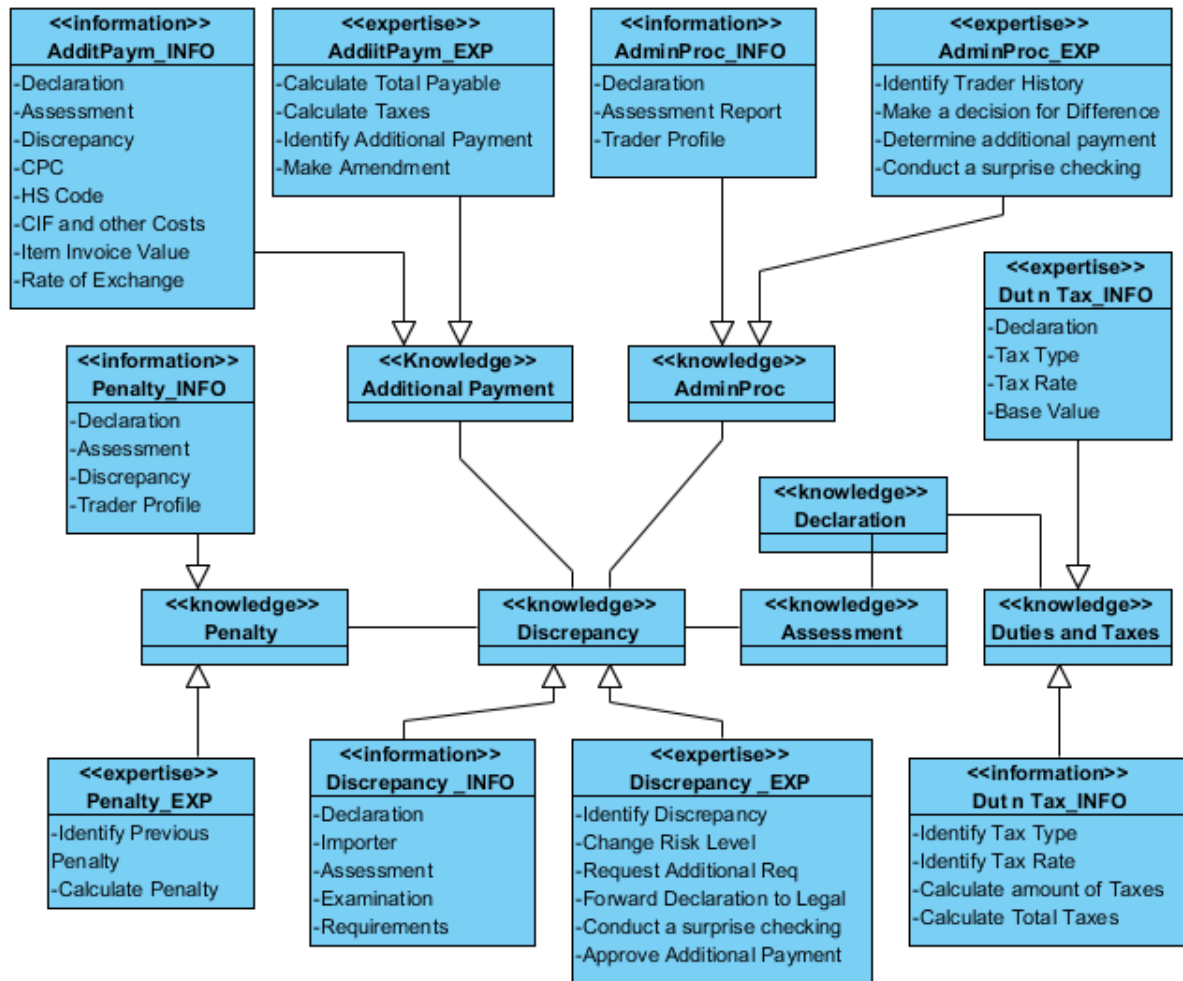 <<information>>
AdditPaym_INFO
-Declaration
-Assessment
-Discrepancy
-CPC
-HS Code
-CIF and other Costs
-Item Invoice Value
-Rate of Exchange
<<expertise>>
AddiitPaym_EXP
-Calculate Total Payable
-Calculate Taxes
-Identify Additional Payment
-Make Amendment
<<information>>
AdminProc_INFO
-Declaration
-Assessment Report
-Trader Profile
<<expertise>>
AdminProc_EXP
-Identify Trader History
-Make a decision for Difference
-Determine additional payment
-Conduct a surprise checking
<<expertise>>
Dut n Tax_INFO
-Declaration
-Tax Type
-Tax Rate
-Base Value
<<information>>
Penalty_INFO
-Declaration
-Assessment
-Discrepancy
-Trader Profile
<<Knowledge>>
Additional Payment
<<knowledge>>
AdminProc
<<knowledge>>
Declaration
<<knowledge>>
Penalty
<<knowledge>>
Discrepancy
<<knowledge>>
Assessment
<<knowledge>>
Duties and Taxes
<<expertise>>
Penalty_EXP
-Identify Previous
Penalty
-Calculate Penalty
<<information>>
Discrepancy _INFO
-Declaration
-Importer
-Assessment
-Examination
-Requirements
<<expertise>>
Discrepancy _EXP
-Identify Discrepancy
-Change Risk Level
-Request Additional Req
-Forward Declaration to Legal
-Conduct a surprise checking
-Approve Additional Payment
<<information>>
Dut n Tax_INFO
-Identify Tax Type
-Identify Tax Rate
-Calculate amount of Taxes
-Calculate Total Taxes